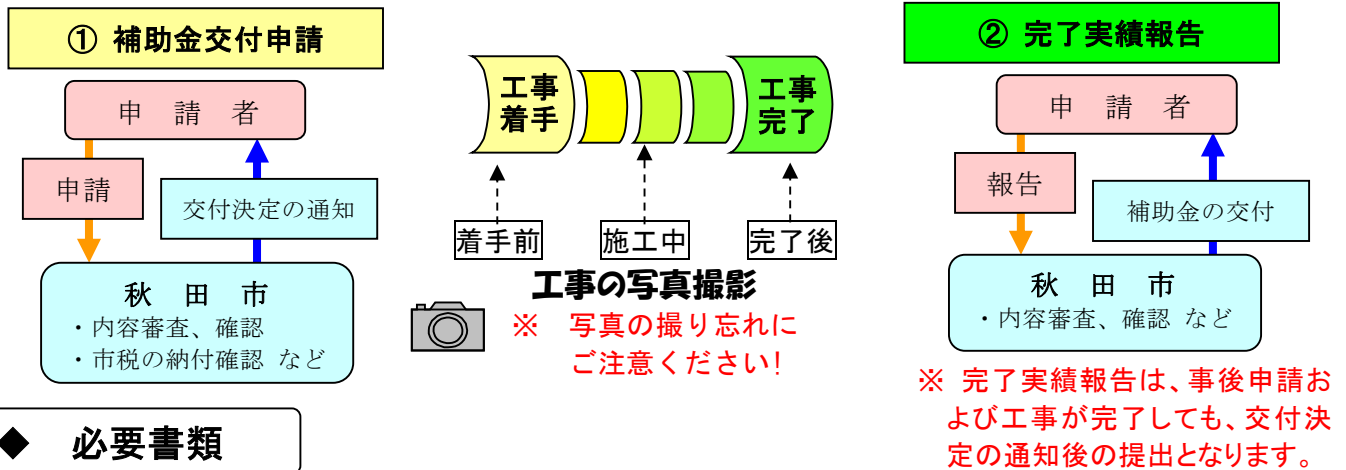 ① 補助金交付申請
申 請 者
申請
交付決定の通知
秋 田 市
・内容審査、確認
・市税の納付確認 など
工事
着手
工事
完了
着手前
施工中
完了後
工事の写真撮影
※ 写真の撮り忘れに
ご注意ください!
② 完了実績報告
申 請 者
報告
補助金の交付
秋 田 市
・内容審査、確認 など
※ 完了実績報告は、事後申請お
よび工事が完了しても、交付決
定の通知後の提出となります。
◆ 必要書類